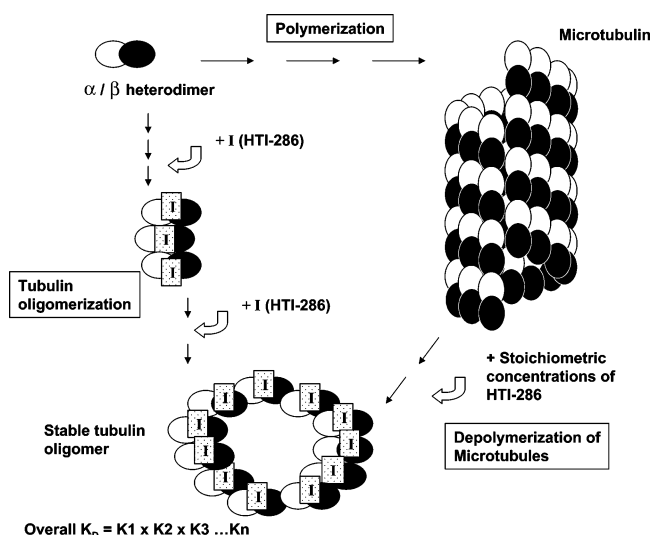 Polymerization
Microtubulin
α / β heterodimer
+ I (HTI-286)
I
I
I
Tubulin
oligomerization
+ I (HTI-286)
+ Stoichiometric
concentrations of
HTI-286
Stable tubulin
oligomer
I
I
I
I
I
I
I
I
I
I
I
Depolymerization of
Microtubules
Overall K_D = K1 x K2 x K3 ...Kn